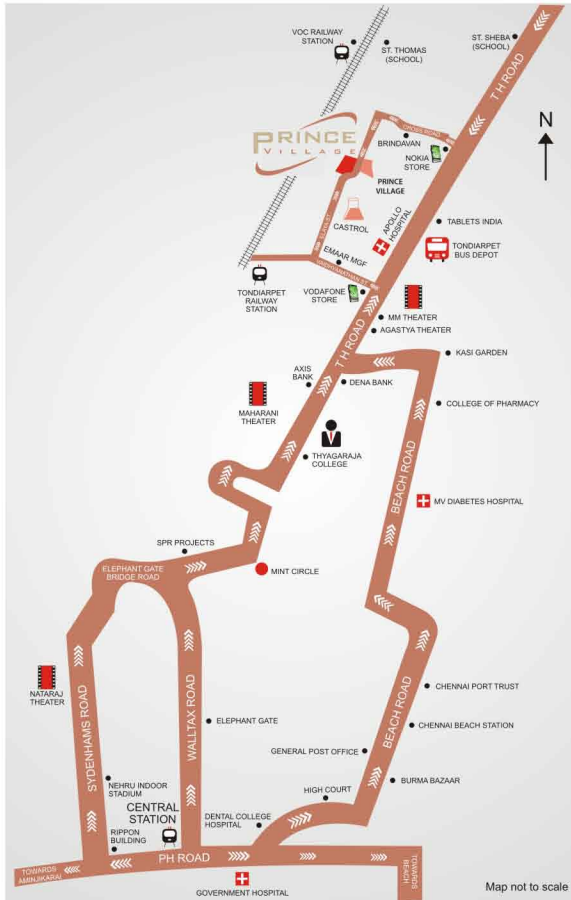 VOC RAILWAY
STATION
ST. THOMAS
(SCHOOL)
ST. SHEBA
(SCHOOL)
T H ROAD
N
PRINCE
VILLAGE
CROSS ROAD
BRINDAVAN
NOKIA
STORE
PRINCE
VILLAGE
CASTROL
APOLLO
HOSPITAL
TABLETS INDIA
TONDIARPET
BUS DEPOT
EMAAR MGF
TONDIARPET
RAILWAY
STATION
VODAFONE
STORE
MM THEATER
AGASTYA THEATER
T H ROAD
KASI GARDEN
AXIS
BANK
DENA BANK
MAHARANI
THEATER
COLLEGE OF PHARMACY
THYAGARAJA
COLLEGE
BEACH ROAD
MV DIABETES HOSPITAL
SPR PROJECTS
ELEPHANT GATE
BRIDGE ROAD
MINT CIRCLE
NATARAJ
THEATER
SYDENHAMS ROAD
WALLTAX ROAD
ELEPHANT GATE
BEACH ROAD
CHENNAI PORT TRUST
CHENNAI BEACH STATION
GENERAL POST OFFICE
BURMA BAZAAR
NEHRU INDOOR
STADIUM
HIGH COURT
CENTRAL
STATION
RIPPON
BUILDING
DENTAL COLLEGE
HOSPITAL
PH ROAD
TOWARDS
AMINJIKARAI
TOWARDS
BEACH
GOVERNMENT HOSPITAL
Map not to scale